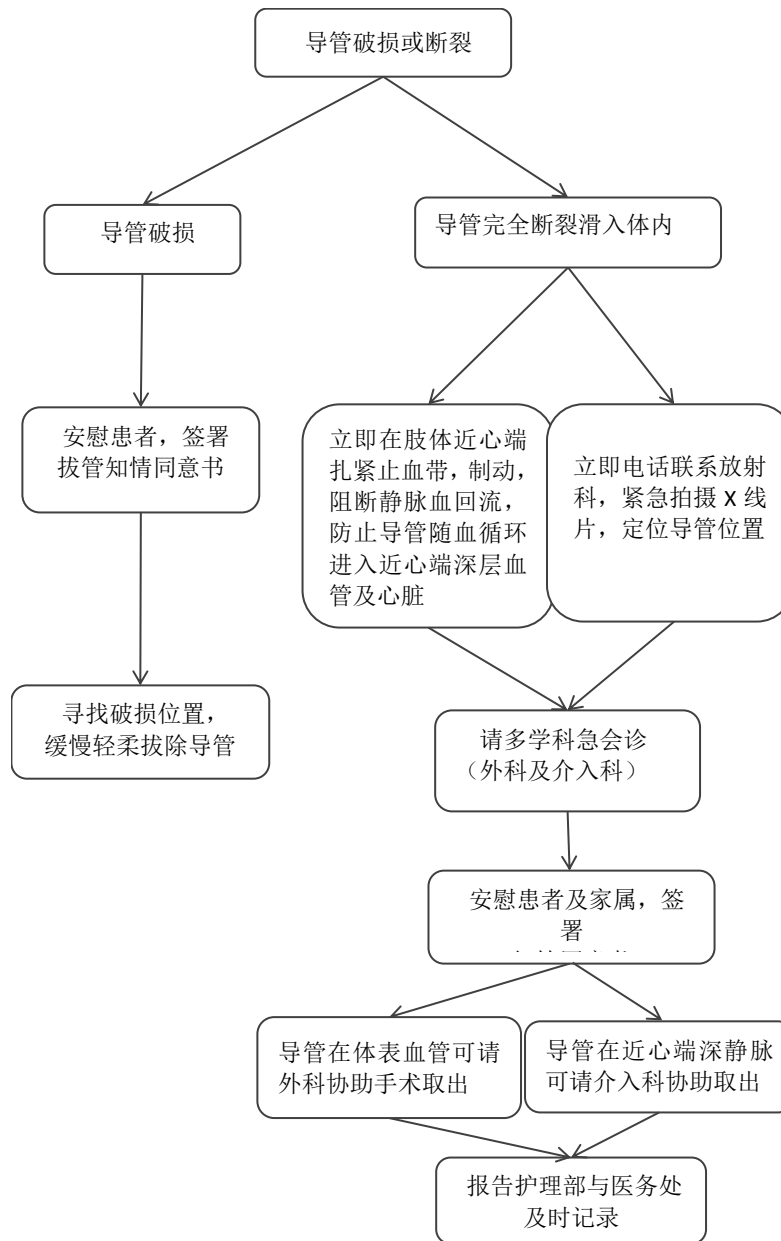 导管破损或断裂
导管破损
导管完全断裂滑入体内
安慰患者，签署
拔管知情同意书
立即在肢体近心端
扎紧止血带，制动，
阻断静脉血回流，
防止导管随血循环
进入近心端深层血
管及心脏
立即电话联系放射
科，紧急拍摄 X 线
片，定位导管位置
寻找破损位置，
缓慢轻柔拔除导管
请多学科急会诊
（外科及介入科）
安慰患者及家属，签
署
导管在体表血管可请
外科协助手术取出
导管在近心端深静脉
可请介入科协助取出
报告护理部与医务处
及时记录